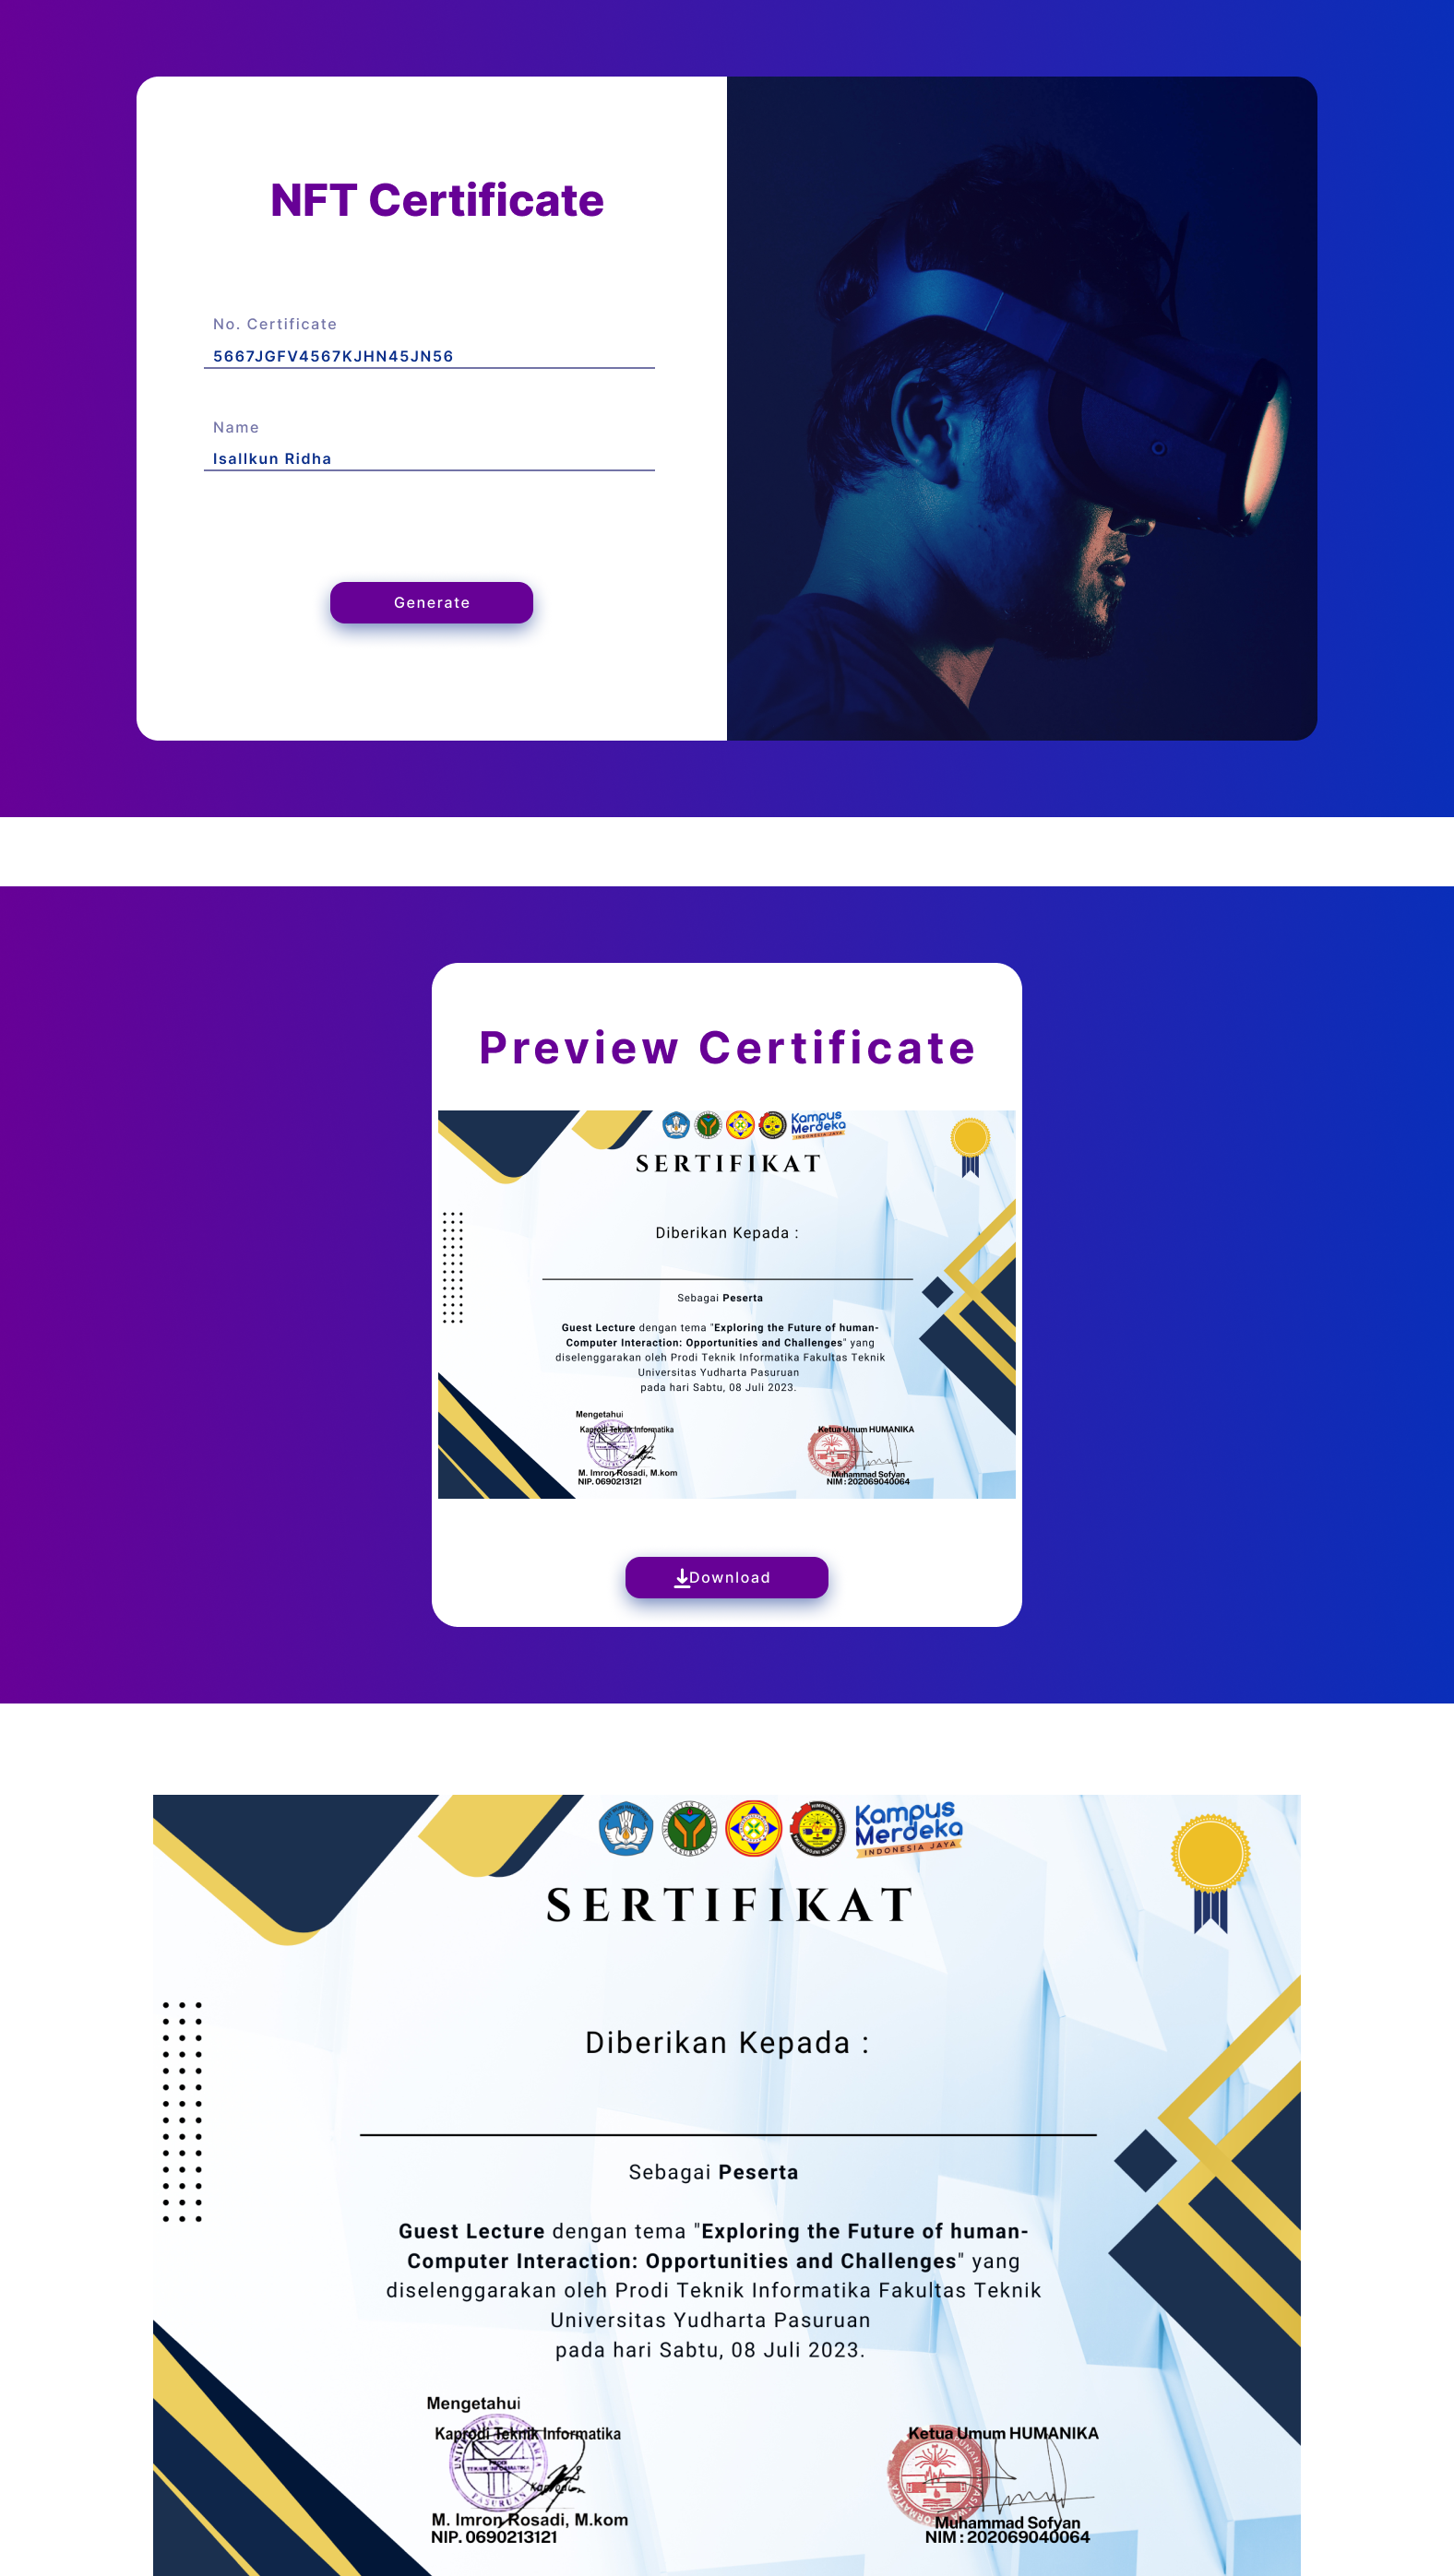 NFT Certificate
No. Certificate
5667JGFV4567KJHN45JN56
Name
Isallkun Ridha
Generate
Preview Certificate
Kampus
Merdeka
INDONESIA JAYA
SERTIFIKAT
Diberikan Kepada :
Sebagai Peserta
Guest Lecture dengan tema "Exploring the Future of human-
Computer Interaction: Opportunities and Challenges" yang
diselenggarakan oleh Prodi Teknik Informatika Fakultas Teknik
Universitas Yudharta Pasuruan
pada hari Sabtu, 08 Juli 2023.
Mengetahui
Kaprodi Teknik Informatika
M. Imron Rosadi, M.kom
NIP. 0690213121
Ketua Umum HUMANIKA
Muhammad Sofyan
NIM : 202069040064
Download
Kampus
Merdeka
INDONESIA JAYA
SERTIFIKAT
Diberikan Kepada :
Sebagai Peserta
Guest Lecture dengan tema "Exploring the Future of human-
Computer Interaction: Opportunities and Challenges" yang
diselenggarakan oleh Prodi Teknik Informatika Fakultas Teknik
Universitas Yudharta Pasuruan
pada hari Sabtu, 08 Juli 2023.
Mengetahui
Kaprodi Teknik Informatika
UNIVERSITAS YUDHARTA
PRODI
TEKNIK INFORMATIKA
PASURUAN
M. Imron Rosadi, M.kom
NIP. 0690213121
Ketua Umum HUMANIKA
Muhammad Sofyan
NIM : 202069040064